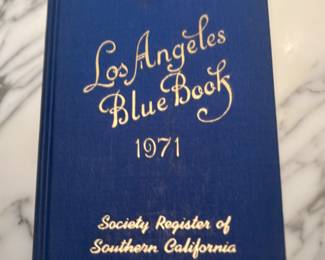 Los Angeles
Blue Book
1971
Society Register of
Southern California